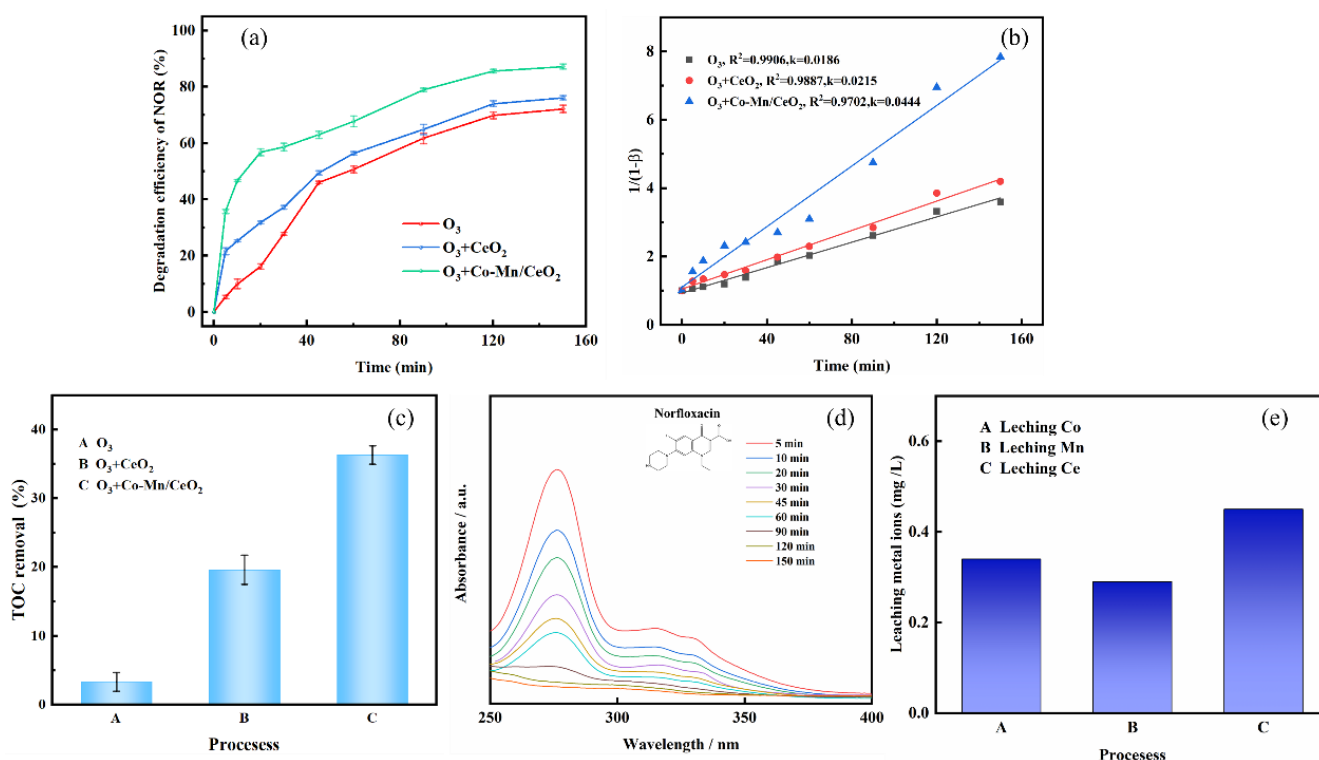 (a)
Degradation efficiency of NOR (%)
100
80
60
40
20
0
O₃
O₃+CeO₂
O₃+Co-Mn/CeO₂
0 40 80 120 160
Time (min)
(b)
1/(1-β)
8
6
4
2
0
O₃, R²=0.9906,k=0.0186
O₃+CeO₂, R²=0.9887,k=0.0215
O₃+Co-Mn/CeO₂, R²=0.9702,k=0.0444
0 40 80 120 160
Time (min)
(c)
TOC removal (%)
40
30
20
10
0
A O₃
B O₃+CeO₂
C O₃+Co-Mn/CeO₂
A B C
Procesess
(d)
Absorbance / a.u.
Norfloxacin
5 min
10 min
20 min
30 min
45 min
60 min
90 min
120 min
150 min
250 300 350 400
Wavelength / nm
(e)
Leaching metal ions (mg /L)
0.6
0.4
0.2
0.0
A Leching Co
B Leching Mn
C Leching Ce
A B C
Procesess